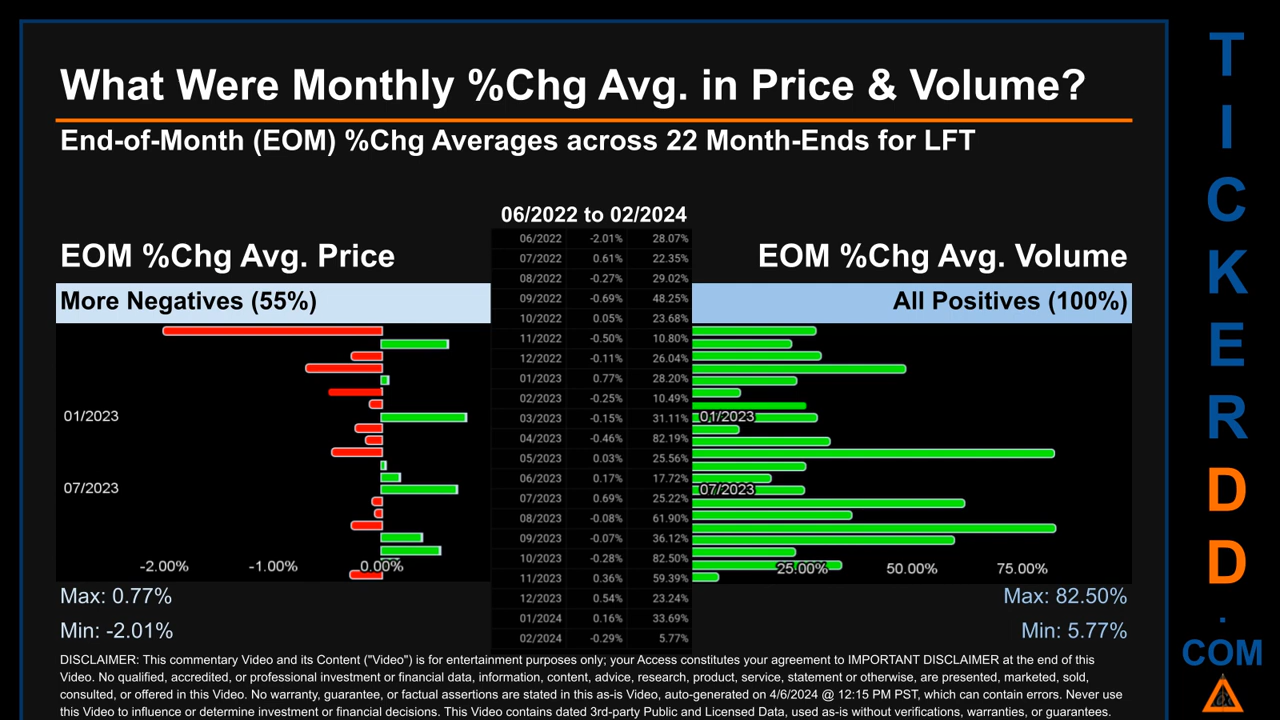 What Were Monthly %Chg Avg. in Price & Volume?
End-of-Month (EOM) %Chg Averages across 22 Month-Ends for LFT
06/2022 to 02/2024
EOM %Chg Avg. Price
EOM %Chg Avg. Volume
More Negatives (55%)
All Positives (100%)
06/2022 -2.01% 28.07%
07/2022 0.61% 22.35%
08/2022 -0.27% 29.02%
09/2022 -0.69% 48.25%
10/2022 0.05% 23.68%
11/2022 -0.50% 10.80%
12/2022 -0.11% 26.04%
01/2023 0.77% 28.20%
02/2023 -0.25% 10.49%
03/2023 -0.15% 31.11%
04/2023 -0.46% 82.19%
05/2023 0.03% 25.56%
06/2023 0.17% 17.72%
07/2023 0.69% 25.22%
08/2023 -0.08% 61.90%
09/2023 -0.07% 36.12%
10/2023 -0.28% 82.50%
11/2023 0.36% 59.39%
12/2023 0.54% 23.24%
01/2024 0.16% 33.69%
02/2024 -0.29% 5.77%
01/2023
07/2023
-2.00% -1.00% 0.00%
01/2023
07/2023
25.00% 50.00% 75.00%
Max: 0.77%
Min: -2.01%
Max: 82.50%
Min: 5.77%
DISCLAIMER: This commentary Video and its Content ("Video") is for entertainment purposes only; your Access constitutes your agreement to IMPORTANT DISCLAIMER at the end of this
Video. No qualified, accredited, or professional investment or financial data, information, content, advice, research, product, service, statement or otherwise, are presented, marketed, sold,
consulted, or offered in this Video. No warranty, guarantee, or factual assertions are stated in this as-is Video, auto-generated on 4/6/2024 @ 12:15 PM PST, which can contain errors. Never use
this Video to influence or determine investment or financial decisions. This Video contains dated 3rd-party Public and Licensed Data, used as-is without verifications, warranties, or guarantees.
T
I
C
K
E
R
D
D
.
COM